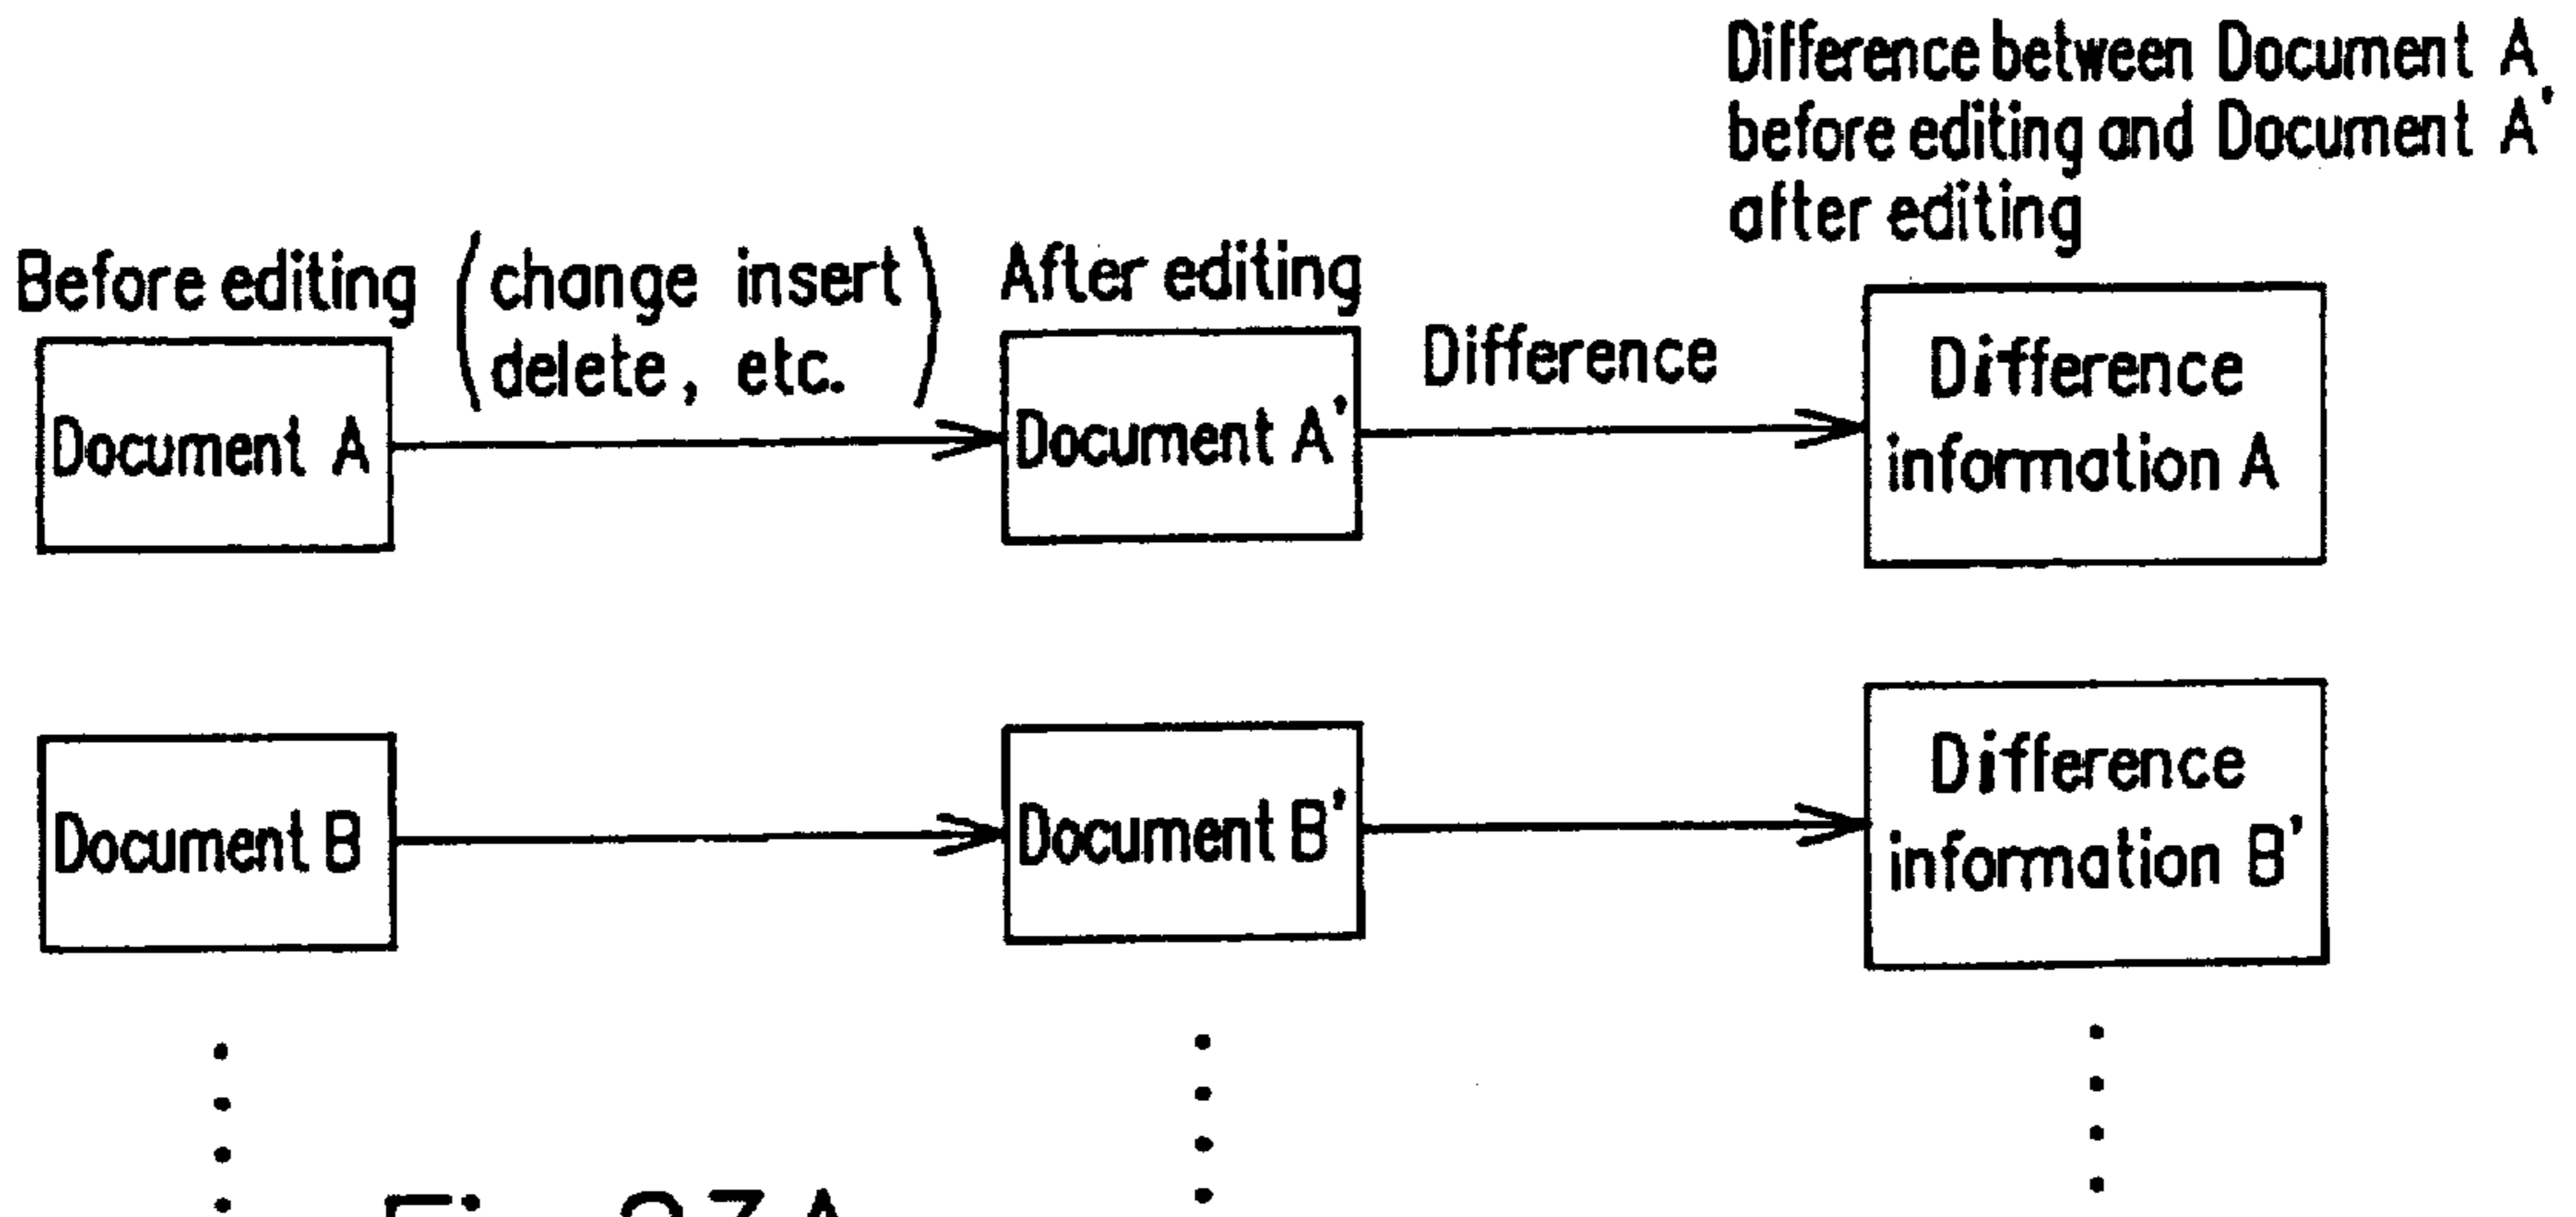 Difference between Document A
before editing and Document A'
after editing
Before editing
(change insert
delete, etc.)
After editing
Document A
Document A'
Difference
Difference
information A
Document B
Document B'
Difference
information B'